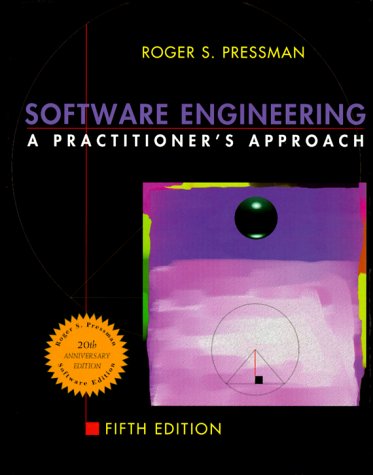 ROGER S. PRESSMAN
SOFTWARE ENGINEERING
A PRACTITIONER'S APPROACH
Roger S. Pressman
20th
ANNIVERSARY
EDITION
Software Edition
FIFTH EDITION